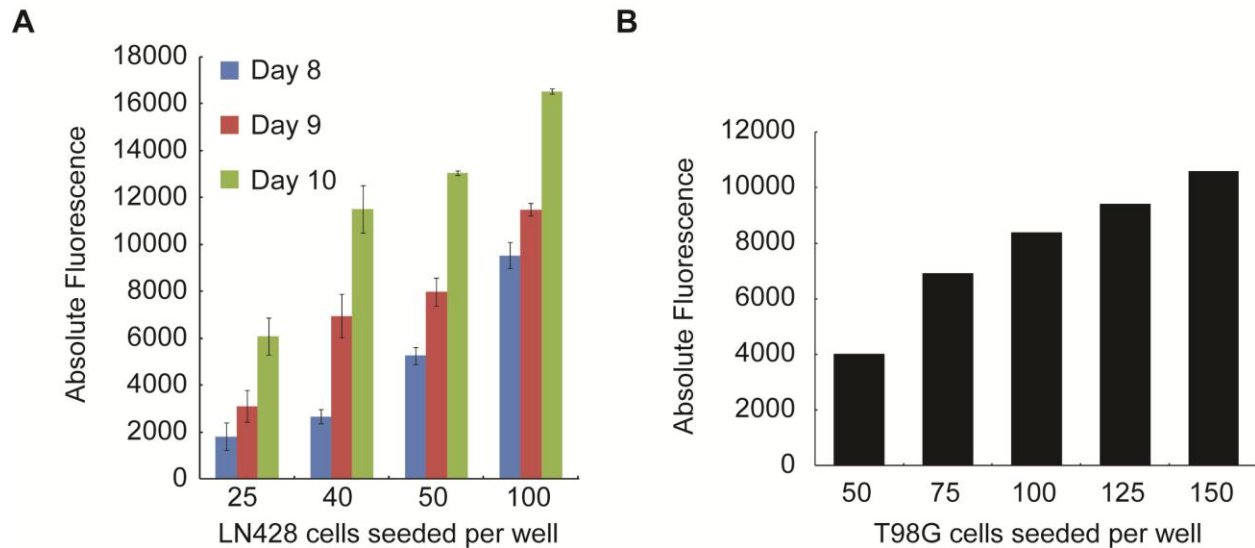 A
Absolute Fluorescence
18000
16000
14000
12000
10000
8000
6000
4000
2000
0
Day 8
Day 9
Day 10
25 40 50 100
LN428 cells seeded per well
B
Absolute Fluorescence
12000
10000
8000
6000
4000
2000
0
50 75 100 125 150
T98G cells seeded per well